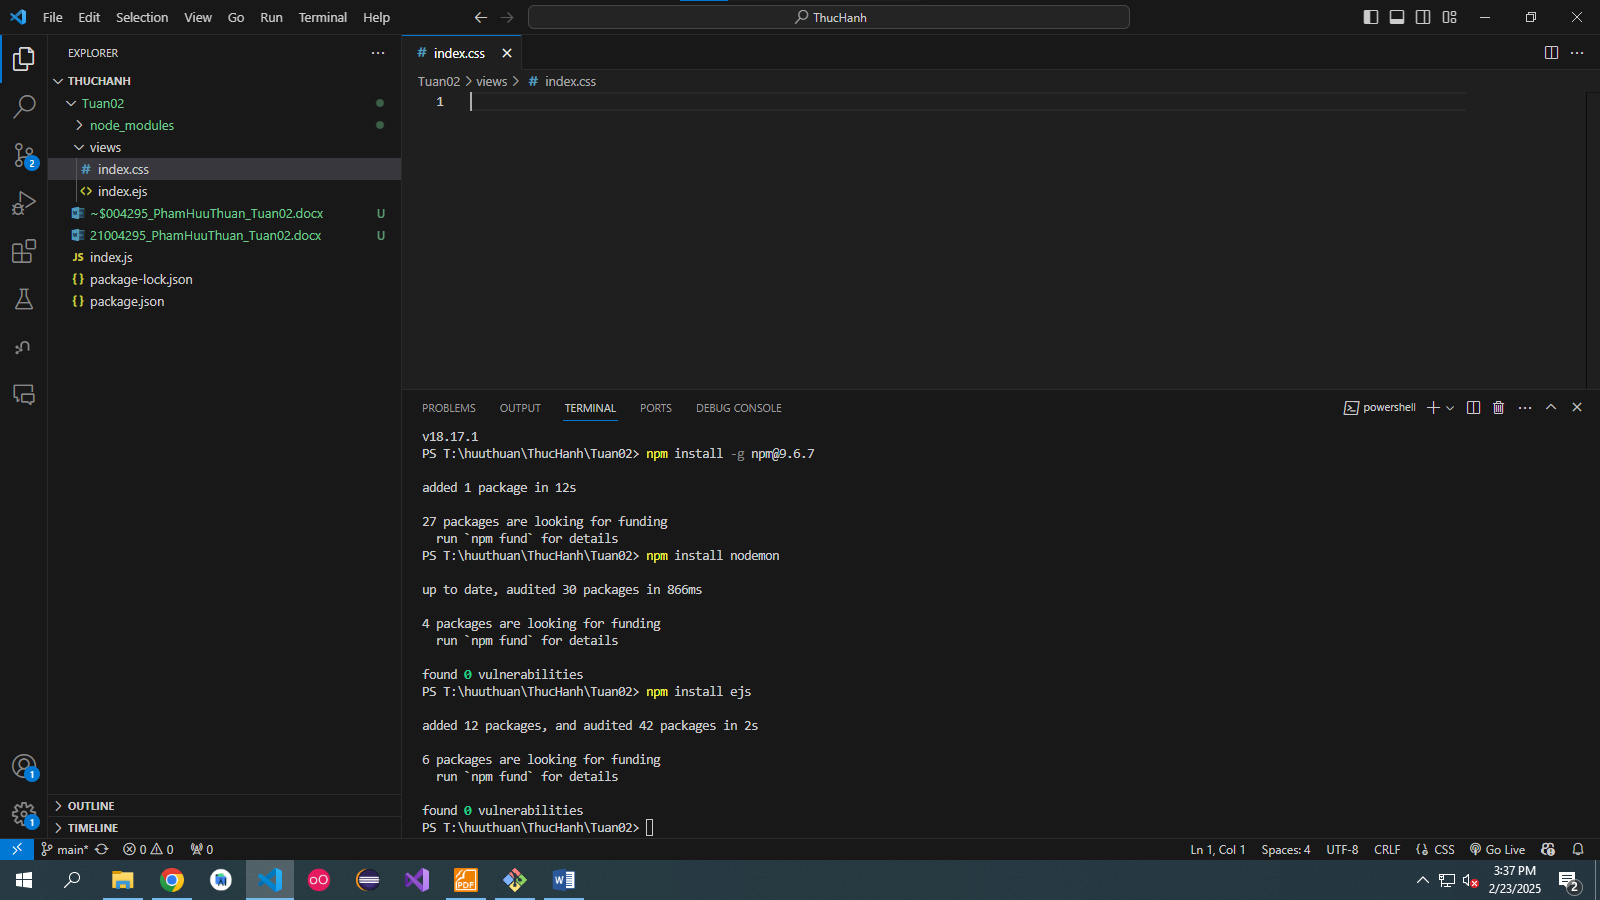 File Edit Selection View Go Run Terminal Help
ThucHanh
EXPLORER
THUCHANH
Tuan02
node_modules
views
# index.css
<> index.ejs
~$004295_PhamHuuThuan_Tuan02.docx U
21004295_PhamHuuThuan_Tuan02.docx U
JS index.js
{} package-lock.json
{} package.json
OUTLINE
TIMELINE
# index.css
Tuan02 > views > # index.css
1
PROBLEMS OUTPUT TERMINAL PORTS DEBUG CONSOLE
powershell
v18.17.1
PS T:\huuthuan\ThucHanh\Tuan02> npm install -g npm@9.6.7
added 1 package in 12s
27 packages are looking for funding
run `npm fund` for details
PS T:\huuthuan\ThucHanh\Tuan02> npm install nodemon
up to date, audited 30 packages in 866ms
4 packages are looking for funding
run `npm fund` for details
found 0 vulnerabilities
PS T:\huuthuan\ThucHanh\Tuan02> npm install ejs
added 12 packages, and audited 42 packages in 2s
6 packages are looking for funding
run `npm fund` for details
found 0 vulnerabilities
PS T:\huuthuan\ThucHanh\Tuan02>
2
1
1
main* 0 0 0
Ln 1, Col 1 Spaces: 4 UTF-8 CRLF {} CSS Go Live
PDF
3:37 PM
2/23/2025
2